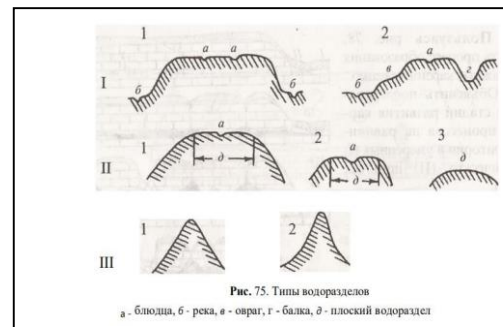 1 2
а а а
I б б б в г
1 2 3
а а д
II д д
1 2
III
Рис. 75. Типы водоразделов
а - блюдца, б - река, в - овраг, г - балка, д - плоский водораздел